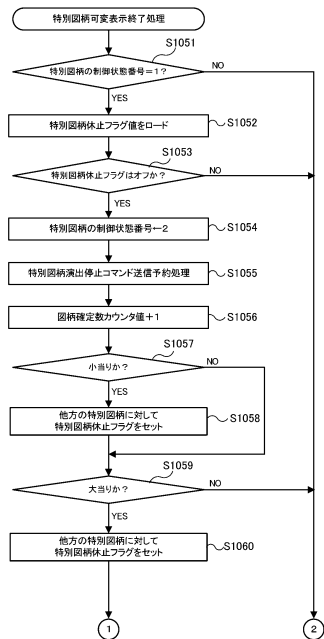 特別図柄可変表示終了処理
S1051
特別図柄の制御状態番号=1?
NO
YES
特別図柄休止フラグ値をロード
S1052
S1053
特別図柄休止フラグはオフか?
NO
YES
特別図柄の制御状態番号←2
S1054
特別図柄演出停止コマンド送信予約処理
S1055
図柄確定数カウンタ値+1
S1056
S1057
小当りか?
NO
YES
他方の特別図柄に対して
特別図柄休止フラグをセット
S1058
S1059
大当りか?
NO
YES
他方の特別図柄に対して
特別図柄休止フラグをセット
S1060
1
2